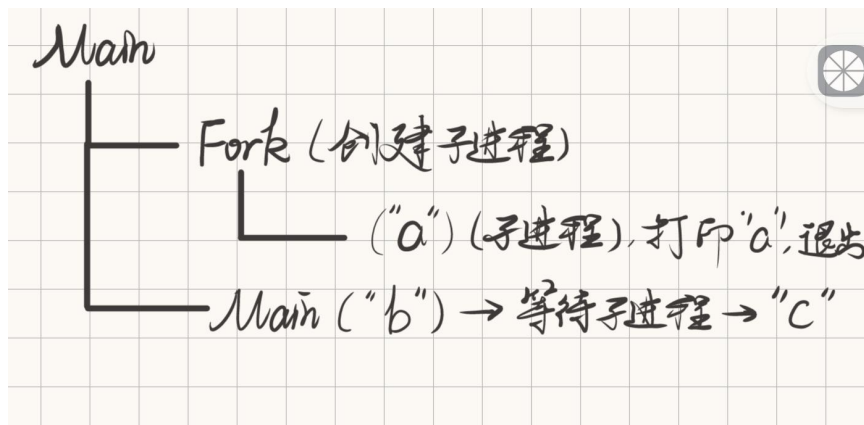 Main
Fork (创建子进程)
("a") (子进程), 打印"a", 退出
Main ("b") → 等待子进程 → "c"